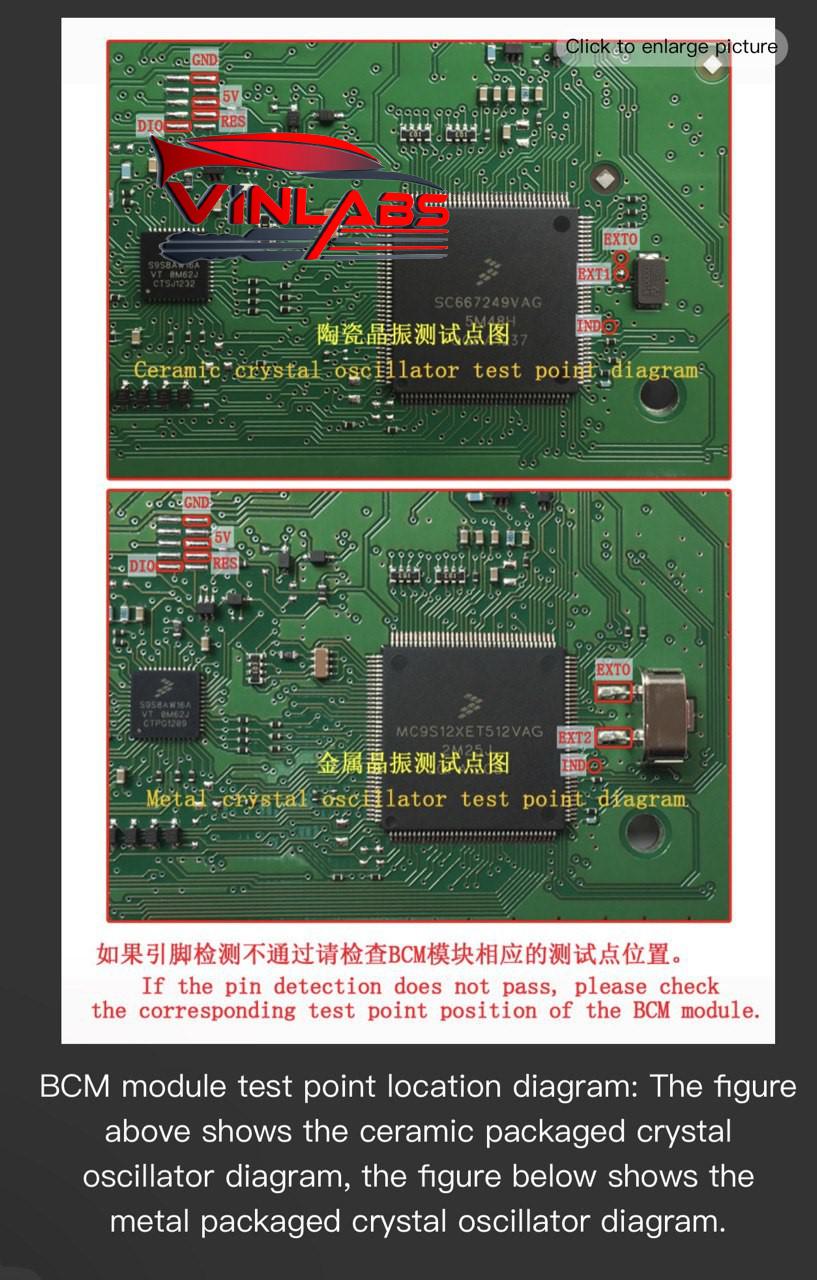 Click to enlarge picture
GND
5V
DIO
RES
VINLABS
EXT0
EXT1
IND
S9S8AW16A
VT 0M62J
CTSJ1232
SC667249VAG
5M48H
陶瓷晶振测试点图
Ceramic crystal oscillator test point diagram
GND
5V
DIO
RES
EXT0
EXT2
IND
S9S8AW16A
VT 0M62J
CTPG1209
MC9S12XET512VAG
2M25J
金属晶振测试点图
Metal crystal oscillator test point diagram
如果引脚检测不通过请检查BCM模块相应的测试点位置。
If the pin detection does not pass, please check
the corresponding test point position of the BCM module.
BCM module test point location diagram: The figure
above shows the ceramic packaged crystal
oscillator diagram, the figure below shows the
metal packaged crystal oscillator diagram.